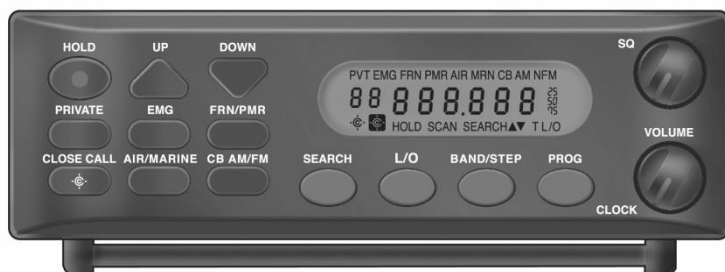 HOLD UP DOWN
SQ
PVT EMG FRN PMR AIR MRN CB AM NFM
88 888.888 25 50 75
PRIVATE EMG FRN/PMR
HOLD SCAN SEARCH▲▼ T L/O
VOLUME
CLOSE CALL AIR/MARINE CB AM/FM
SEARCH L/O BAND/STEP PROG
CLOCK